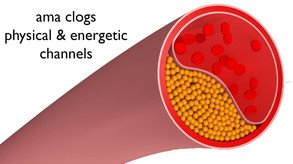 ama clogs
physical & energetic
channels